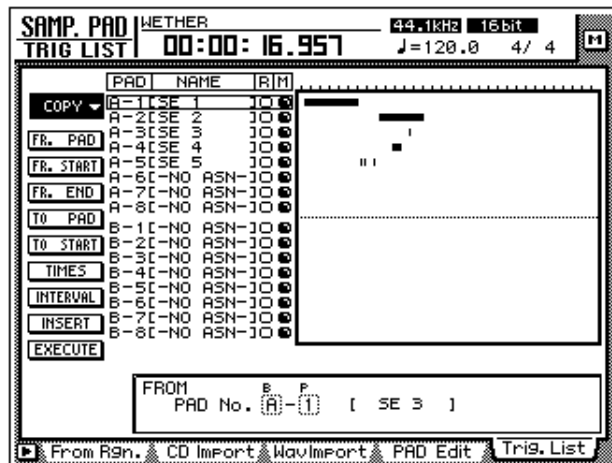 SAMP. PAD WETHER 44.1kHz 16bit
TRIG LIST 00:00: 16.957 ♩=120.0 4/ 4 M
PAD NAME R M
COPY
A-1[SE 1 ]
A-2[SE 2 ]
FR. PAD A-3[SE 3 ]
A-4[SE 4 ]
FR. START A-5[SE 5 ]
A-6[-NO ASN-]
FR. END A-7[-NO ASN-]
A-8[-NO ASN-]
TO PAD B-1[-NO ASN-]
TO START B-2[-NO ASN-]
B-3[-NO ASN-]
TIMES B-4[-NO ASN-]
B-5[-NO ASN-]
INTERVAL B-6[-NO ASN-]
INSERT B-7[-NO ASN-]
B-8[-NO ASN-]
EXECUTE
FROM B P
PAD No. A-1 [ SE 3 ]
From Rgn. CD Import WavImport PAD Edit Trig. List